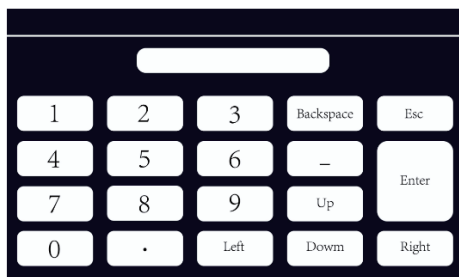 1 2 3 Backspace Esc
4 5 6 – Enter
7 8 9 Up
0 . Left Dowm Right